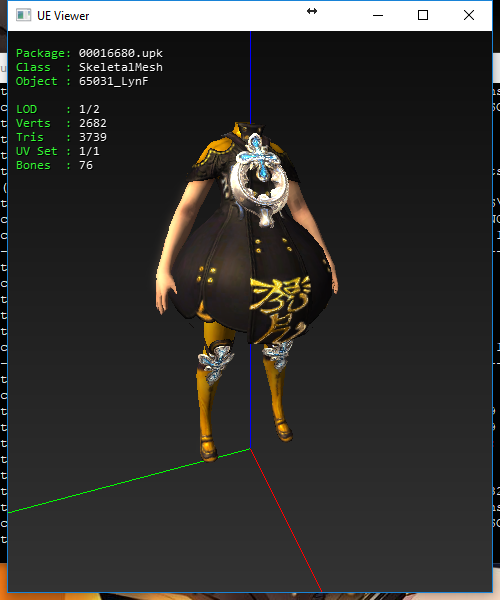 UE Viewer
Package: 00016680.upk
Class : SkeletalMesh
Object : 65031_LynF
LOD : 1/2
Verts : 2682
Tris : 3739
UV Set : 1/1
Bones : 76